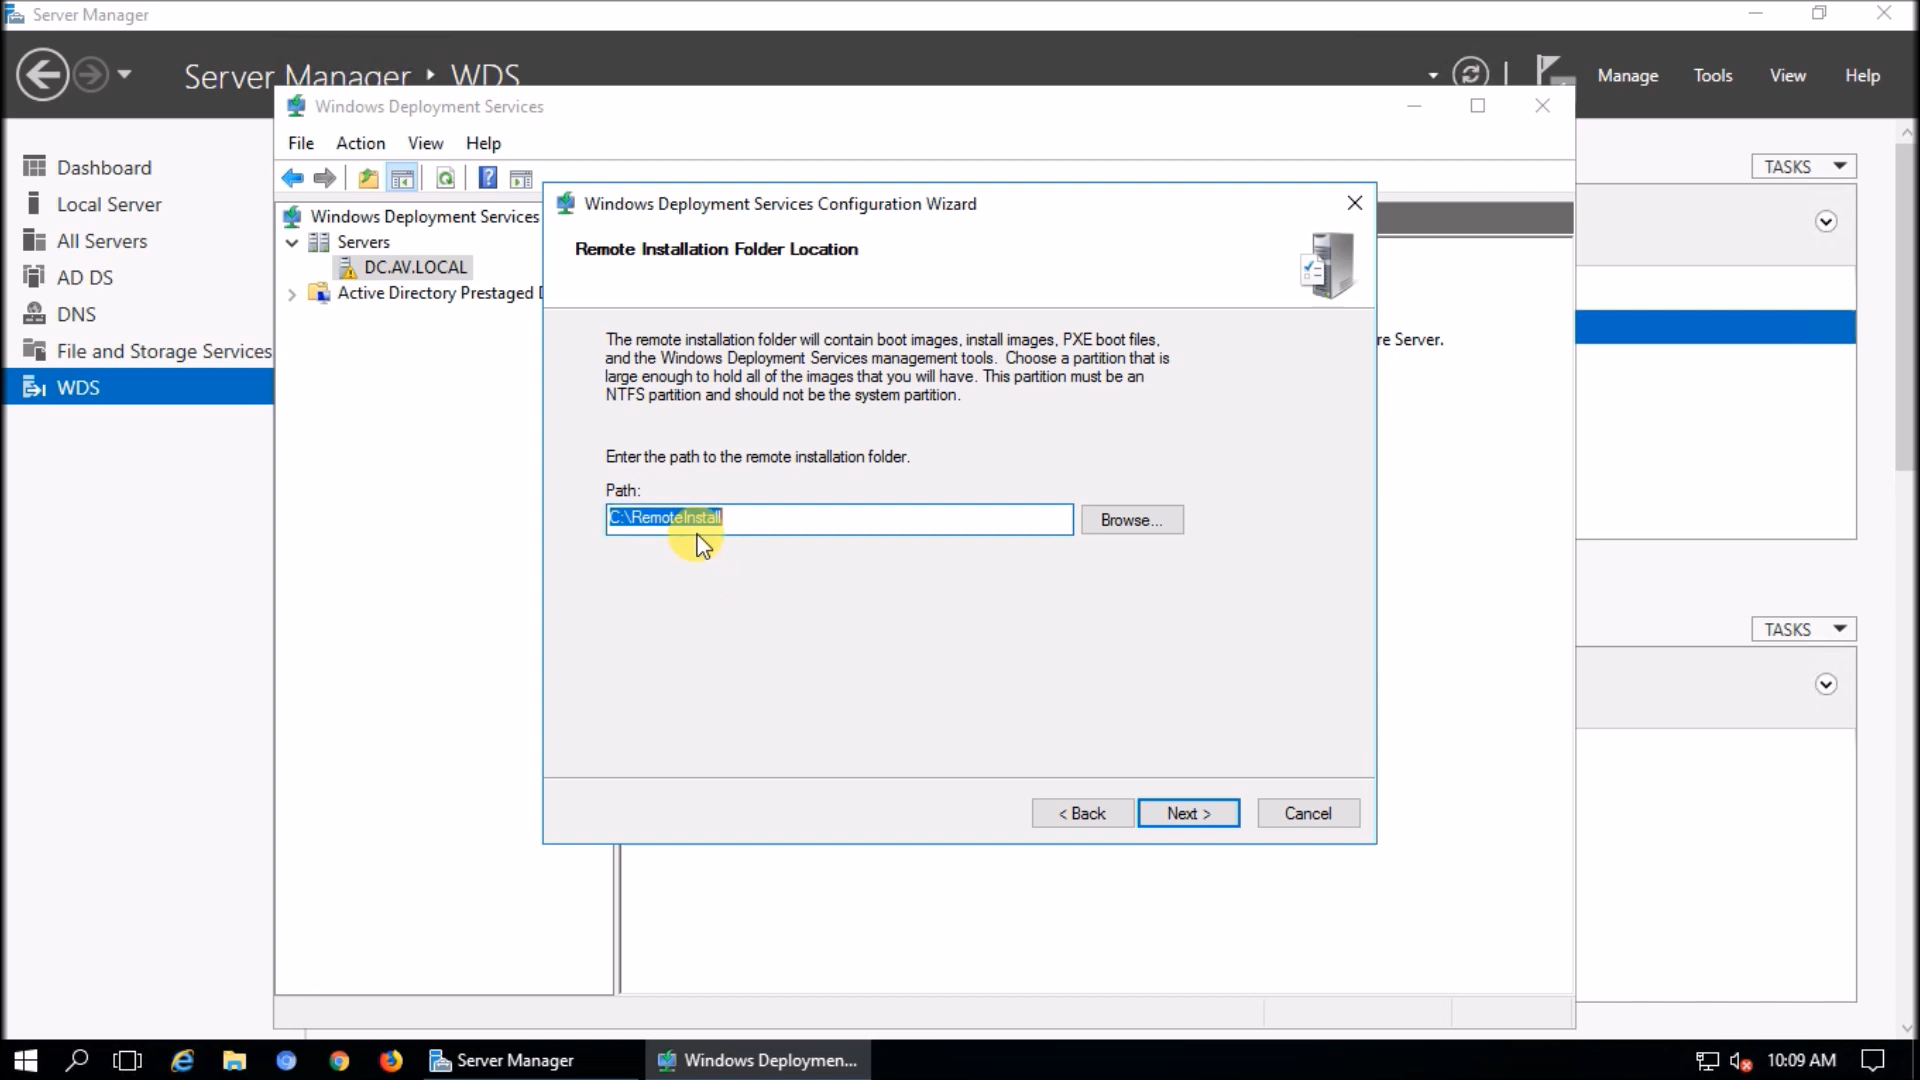 Server Manager
Server Manager ‣ WDS
Manage Tools View Help
Windows Deployment Services
File Action View Help
Dashboard
Local Server
All Servers
AD DS
DNS
File and Storage Services
WDS
Windows Deployment Services
Servers
DC.AV.LOCAL
Active Directory Prestaged
Windows Deployment Services Configuration Wizard
Remote Installation Folder Location
The remote installation folder will contain boot images, install images, PXE boot files,
and the Windows Deployment Services management tools. Choose a partition that is
large enough to hold all of the images that you will have. This partition must be an
NTFS partition and should not be the system partition.
Enter the path to the remote installation folder.
Path:
C:\RemoteInstall
Browse...
< Back Next > Cancel
re Server.
TASKS
TASKS
Server Manager
Windows Deploymen...
10:09 AM